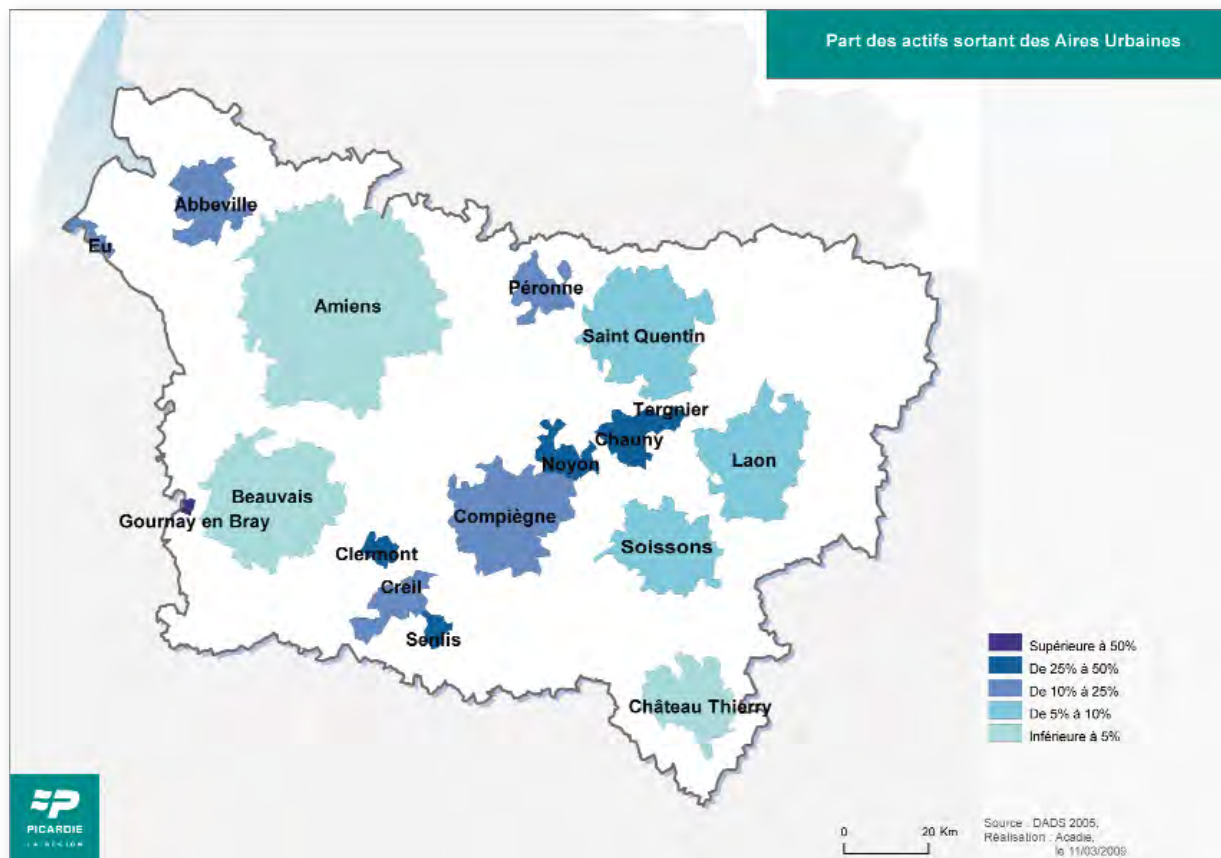 Part des actifs sortant des Aires Urbaines
Abbeville
Eu
Amiens
Péronne
Saint Quentin
Tergnier
Chauny
Noyon
Laon
Beauvais
Gournay en Bray
Compiègne
Soissons
Clermont
Creil
Senlis
Château Thierry
Supérieure à 50%
De 25% à 50%
De 10% à 25%
De 5% à 10%
Inférieure à 5%
PICARDIE
LA RÉGION
0 20 Km
Source : DADS 2005,
Réalisation : Acadie,
le 11/03/2009